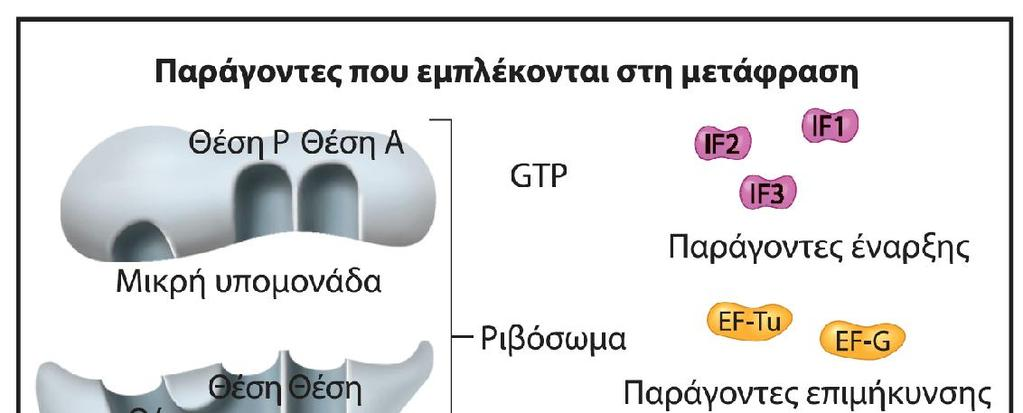 Παράγοντες που εμπλέκονται στη μετάφραση
Θέση P Θέση A
Μικρή υπομονάδα
GTP
IF2
IF1
IF3
Παράγοντες έναρξης
Ριβόσωμα
EF-Tu
EF-G
Παράγοντες επιμήκυνσης
Θέση Θέση